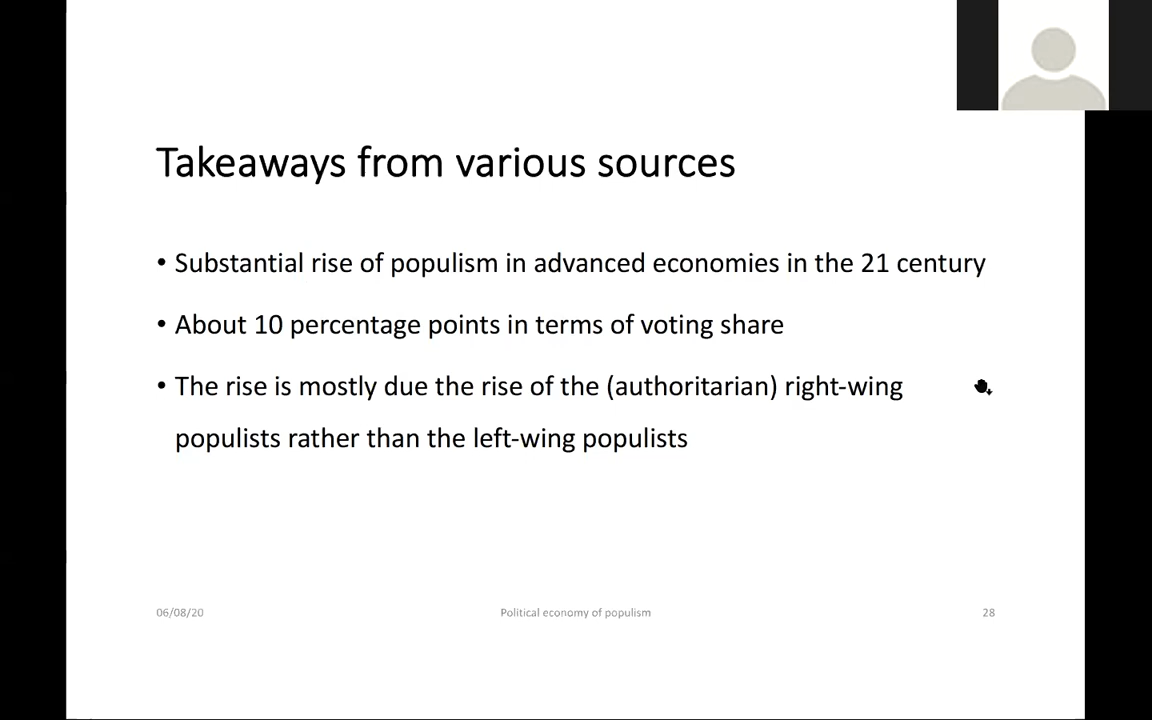 Takeaways from various sources
• Substantial rise of populism in advanced economies in the 21 century
• About 10 percentage points in terms of voting share
• The rise is mostly due the rise of the (authoritarian) right-wing
populists rather than the left-wing populists
06/08/20
Political economy of populism
28